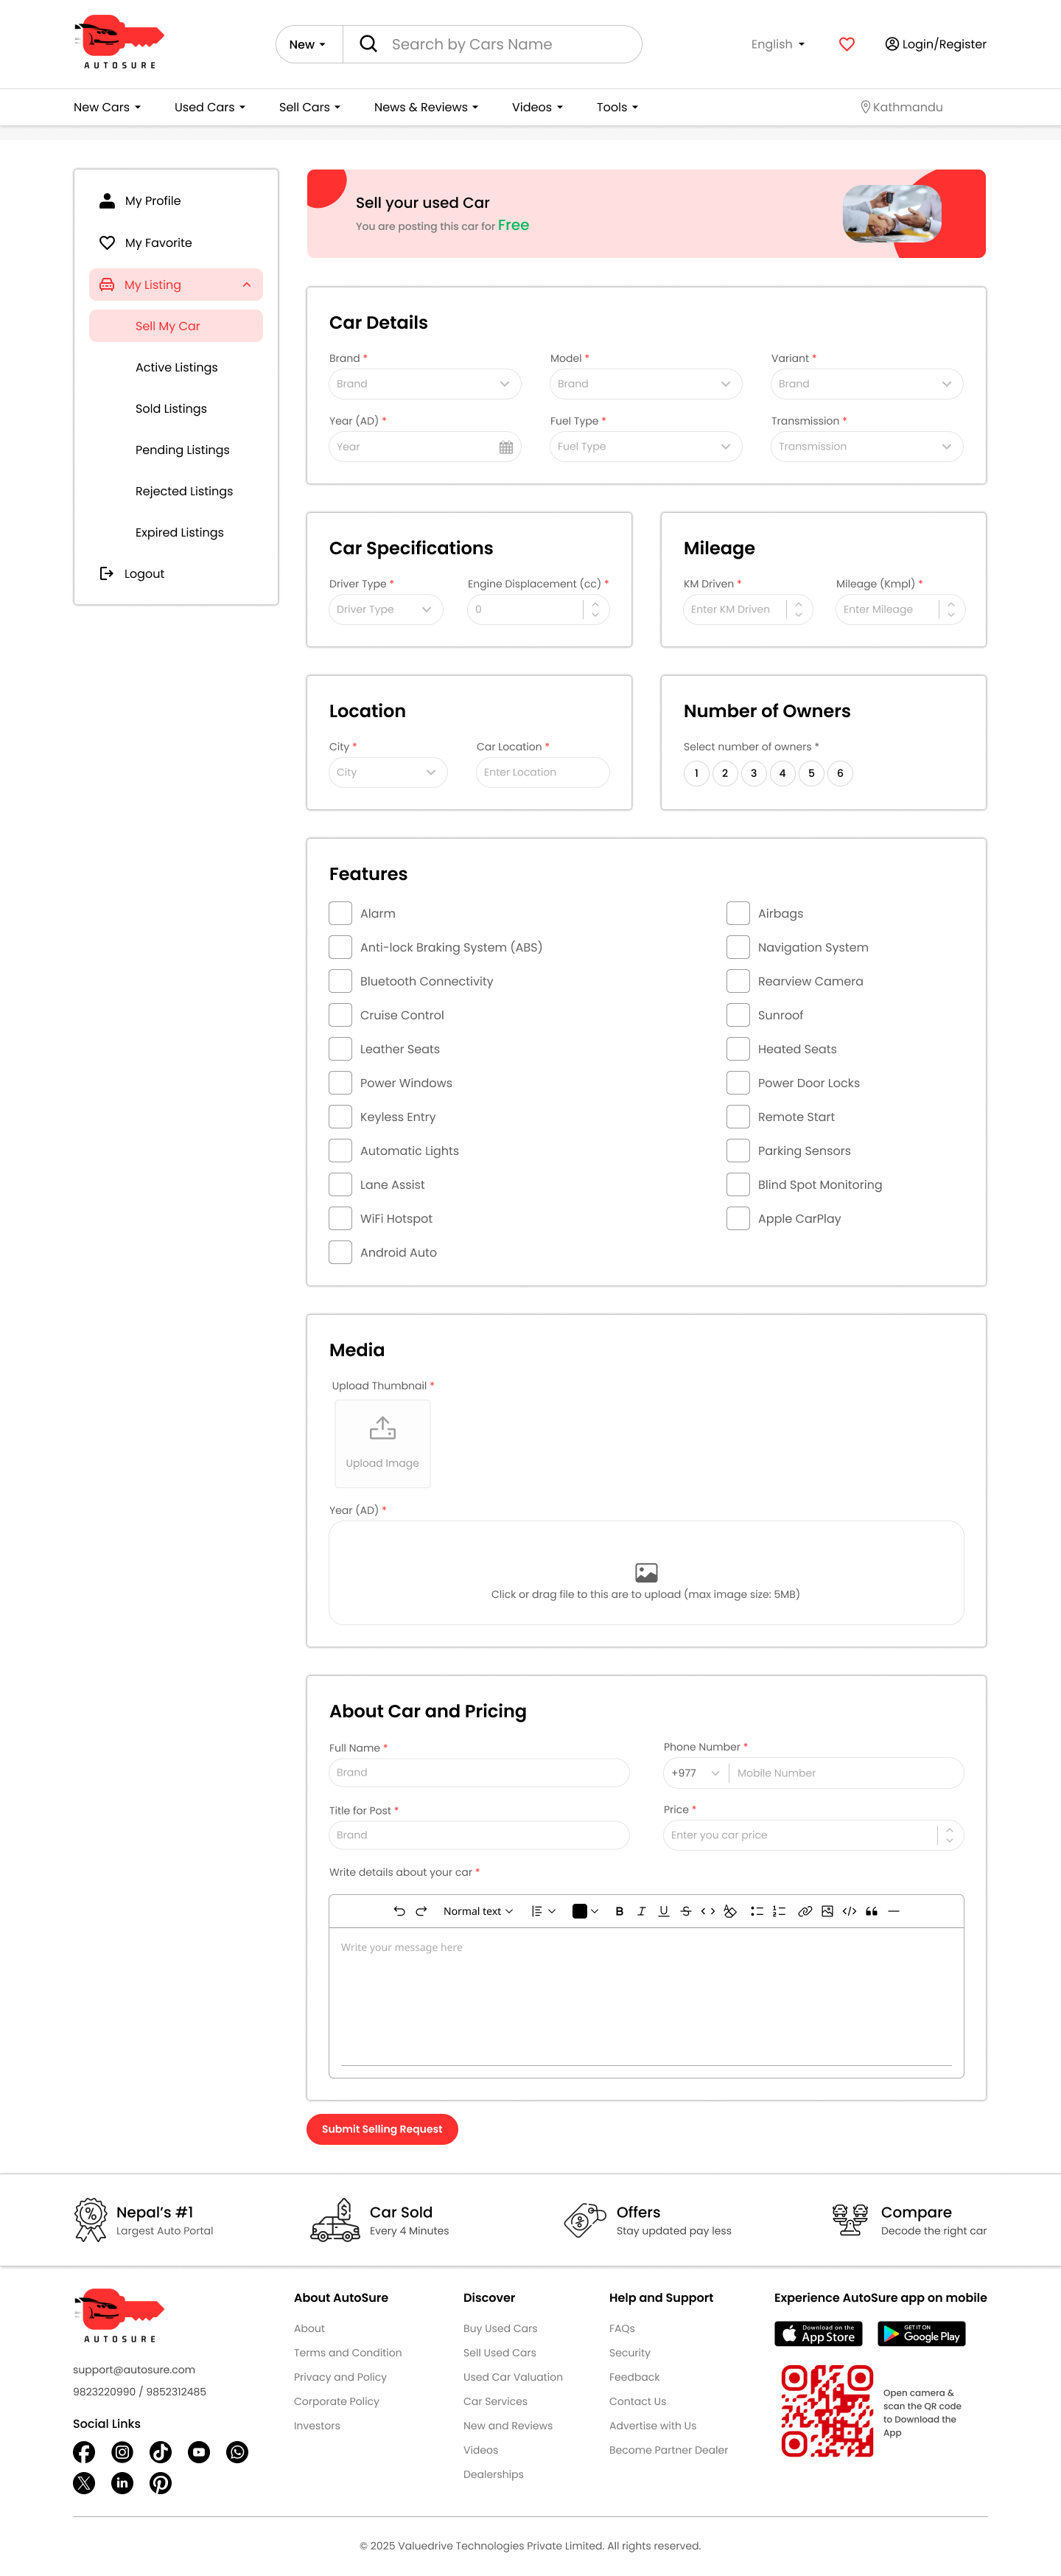 AUTOSURE
New
Search by Cars Name
English
Login/Register
New Cars
Used Cars
Sell Cars
News & Reviews
Videos
Tools
Kathmandu
My Profile
My Favorite
My Listing
Sell My Car
Active Listings
Sold Listings
Pending Listings
Rejected Listings
Expired Listings
Logout
Sell your used Car
You are posting this car for Free
Car Details
Brand *
Model *
Variant *
Brand
Brand
Brand
Year (AD) *
Fuel Type *
Transmission *
Year
Fuel Type
Transmission
Car Specifications
Driver Type *
Engine Displacement (cc) *
Driver Type
0
Mileage
KM Driven *
Mileage (Kmpl) *
Enter KM Driven
Enter Mileage
Location
City *
Car Location *
City
Enter Location
Number of Owners
Select number of owners *
1 2 3 4 5 6
Features
Alarm
Airbags
Anti-lock Braking System (ABS)
Navigation System
Bluetooth Connectivity
Rearview Camera
Cruise Control
Sunroof
Leather Seats
Heated Seats
Power Windows
Power Door Locks
Keyless Entry
Remote Start
Automatic Lights
Parking Sensors
Lane Assist
Blind Spot Monitoring
WiFi Hotspot
Apple CarPlay
Android Auto
Media
Upload Thumbnail *
Upload Image
Year (AD) *
Click or drag file to this are to upload (max image size: 5MB)
About Car and Pricing
Full Name *
Phone Number *
Brand
+977
Mobile Number
Title for Post *
Price *
Brand
Enter you car price
Write details about your car *
Normal text
B I U S
Write your message here
Submit Selling Request
Nepal's #1
Largest Auto Portal
Car Sold
Every 4 Minutes
Offers
Stay updated pay less
Compare
Decode the right car
AUTOSURE
support@autosure.com
9823220990 / 9852312485
Social Links
About AutoSure
About
Terms and Condition
Privacy and Policy
Corporate Policy
Investors
Discover
Buy Used Cars
Sell Used Cars
Used Car Valuation
Car Services
New and Reviews
Videos
Dealerships
Help and Support
FAQs
Security
Feedback
Contact Us
Advertise with Us
Become Partner Dealer
Experience AutoSure app on mobile
Download on the
App Store
GET IT ON
Google Play
Open camera &
scan the QR code
to Download the
App
© 2025 Valuedrive Technologies Private Limited. All rights reserved.